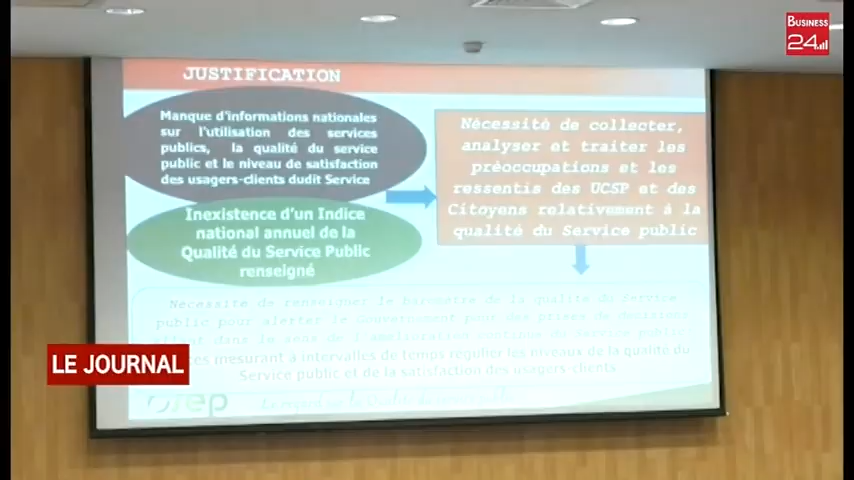 BUSINESS
24
JUSTIFICATION
Manque d'informations nationales
sur l'utilisation des services
publics, la qualité du service
public et le niveau de satisfaction
des usagers-clients dudit Service
Inexistence d'un Indice
national annuel de la
Qualité du Service Public
renseigné
Nécessité de collecter,
analyser et traiter les
préoccupations et les
ressentis des UCSP et des
Citoyens relativement à la
qualité du Service public
Nécessité de renseigner le baromètre de la qualité du Service
public pour alerter le Gouvernement pour des prises de décisions
dans le sens de l'amélioration continue du Service public
mesurant à intervalles de temps régulier les niveaux de la qualité du
Service public et de la satisfaction des usagers-clients
LE JOURNAL